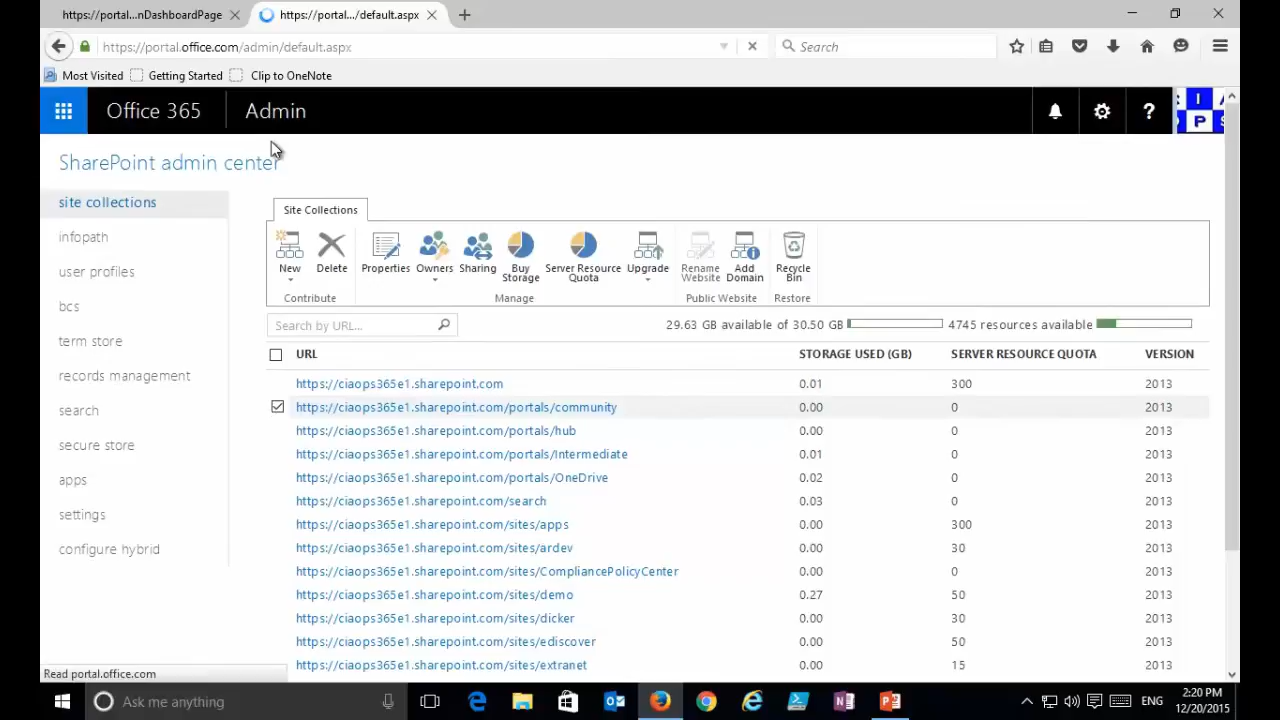 https://portal...nDashboardPage
https://portal.../default.aspx
https://portal.office.com/admin/default.aspx
Search
Most Visited
Getting Started
Clip to OneNote
Office 365
Admin
?
I A
P S
SharePoint admin center
site collections
infopath
user profiles
bcs
term store
records management
search
secure store
apps
settings
configure hybrid
Site Collections
New
Delete
Properties
Owners
Sharing
Buy Storage
Server Resource Quota
Upgrade
Rename Website
Add Domain
Recycle Bin
Contribute
Manage
Public Website
Restore
Search by URL...
29.63 GB available of 30.50 GB
4745 resources available
URL STORAGE USED (GB) SERVER RESOURCE QUOTA VERSION
https://ciaops365e1.sharepoint.com 0.01 300 2013
https://ciaops365e1.sharepoint.com/portals/community 0.00 0 2013
https://ciaops365e1.sharepoint.com/portals/hub 0.00 0 2013
https://ciaops365e1.sharepoint.com/portals/Intermediate 0.01 0 2013
https://ciaops365e1.sharepoint.com/portals/OneDrive 0.02 0 2013
https://ciaops365e1.sharepoint.com/search 0.03 0 2013
https://ciaops365e1.sharepoint.com/sites/apps 0.00 300 2013
https://ciaops365e1.sharepoint.com/sites/ardev 0.00 30 2013
https://ciaops365e1.sharepoint.com/sites/CompliancePolicyCenter 0.00 0 2013
https://ciaops365e1.sharepoint.com/sites/demo 0.27 50 2013
https://ciaops365e1.sharepoint.com/sites/dicker 0.00 30 2013
https://ciaops365e1.sharepoint.com/sites/ediscover 0.00 50 2013
https://ciaops365e1.sharepoint.com/sites/extranet 0.00 15 2013
Read portal.office.com
Ask me anything
ENG
2:20 PM
12/20/2015